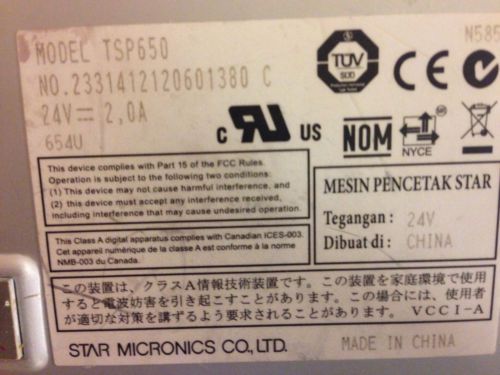 MODEL TSP650
NO.2331412120601380 C
24V ⎓ 2,0A
654U
TÜV
SÜD
CE
N585
C UR US
NOM
NYCE
This device complies with Part 15 of the FCC Rules.
Operation is subject to the following two conditions:
(1) This device may not cause harmful interference, and
(2) this device must accept any interference received,
including interference that may cause undesired operation.
This Class A digital apparatus complies with Canadian ICES-003.
Cet appareil numérique de la classe A est conforme à la norme
NMB-003 du Canada.
MESIN PENCETAK STAR
Tegangan : 24V
Dibuat di : CHINA
この装置は、クラスA情報技術装置です。この装置を家庭環境で使用
すると電波妨害を引き起こすことがあります。この場合には、使用者
が適切な対策を講ずるよう要求されることがあります。 VCCI-A
STAR MICRONICS CO., LTD.
MADE IN CHINA